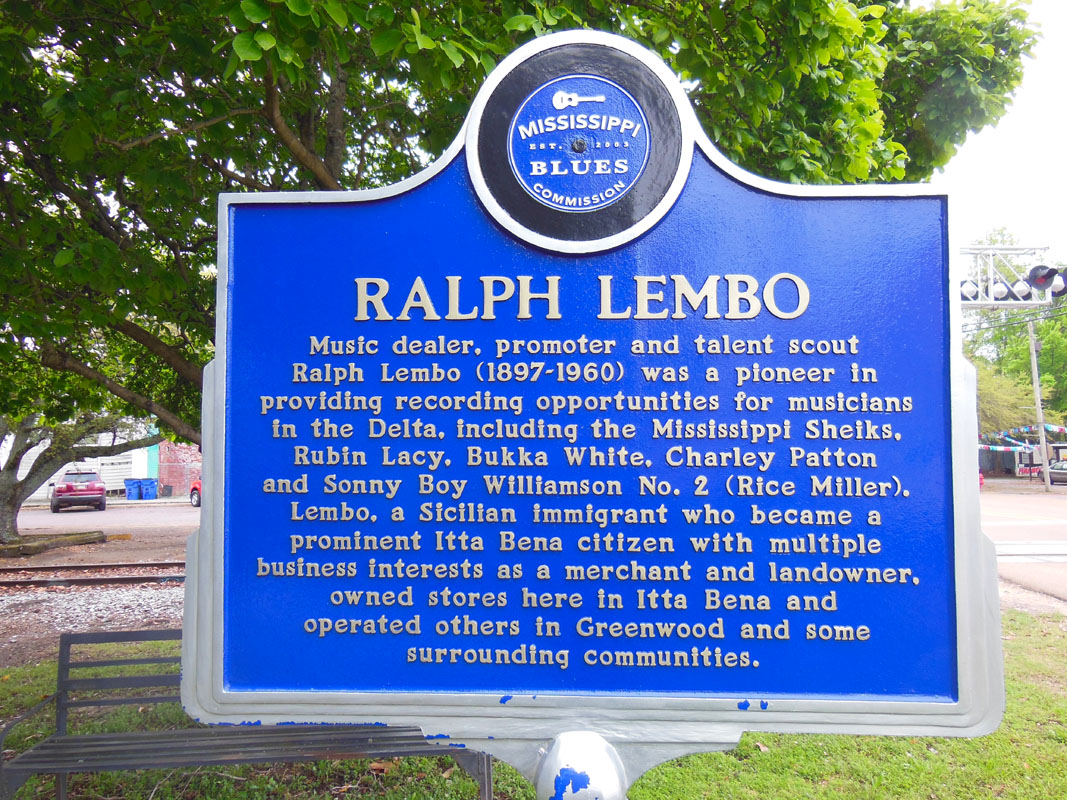 MISSISSIPPI
EST. 2003
BLUES
COMMISSION
RALPH LEMBO
Music dealer, promoter and talent scout
Ralph Lembo (1897-1960) was a pioneer in
providing recording opportunities for musicians
in the Delta, including the Mississippi Sheiks,
Rubin Lacy, Bukka White, Charley Patton
and Sonny Boy Williamson No. 2 (Rice Miller).
Lembo, a Sicilian immigrant who became a
prominent Itta Bena citizen with multiple
business interests as a merchant and landowner,
owned stores here in Itta Bena and
operated others in Greenwood and some
surrounding communities.